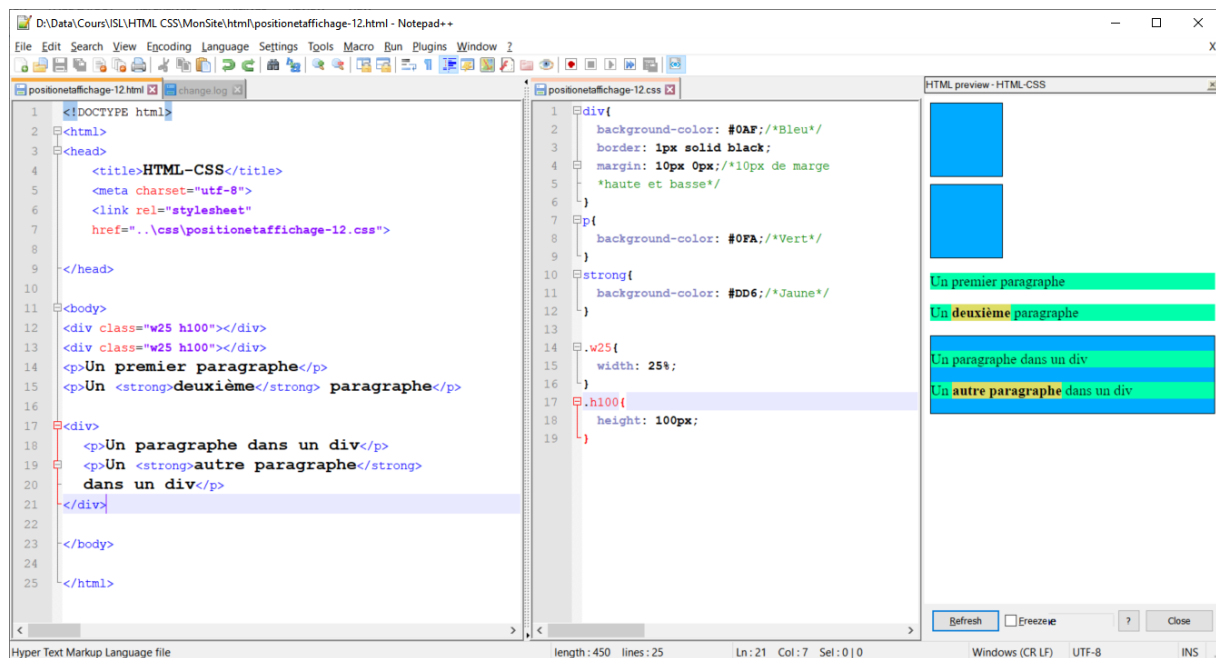 D:\Data\Cours\ISL\HTML CSS\MonSite\html\positionetaffichage-12.html - Notepad++
File Edit Search View Encoding Language Settings Tools Macro Run Plugins Window ?
X
positionetaffichage-12.html
change.log
1 <!DOCTYPE html>
2 <html>
3 <head>
4 <title>HTML-CSS</title>
5 <meta charset="utf-8">
6 <link rel="stylesheet"
7 href="..\css\positionetaffichage-12.css">
8
9 </head>
10
11 <body>
12 <div class="w25 h100"></div>
13 <div class="w25 h100"></div>
14 <p>Un premier paragraphe</p>
15 <p>Un <strong>deuxième</strong> paragraphe</p>
16
17 <div>
18 <p>Un paragraphe dans un div</p>
19 <p>Un <strong>autre paragraphe</strong>
20 dans un div</p>
21 </div>
22
23 </body>
24
25 </html>
positionetaffichage-12.css
1 div{
2 background-color: #0AF;/*Bleu*/
3 border: 1px solid black;
4 margin: 10px 0px;/*10px de marge
5 *haute et basse*/
6 }
7 p{
8 background-color: #0FA;/*Vert*/
9 }
10 strong{
11 background-color: #DD6;/*Jaune*/
12 }
13
14 .w25{
15 width: 25%;
16 }
17 .h100{
18 height: 100px;
19 }
HTML preview - HTML-CSS
Un premier paragraphe
Un deuxième paragraphe
Un paragraphe dans un div
Un autre paragraphe dans un div
Refresh Freeze ? Close
Hyper Text Markup Language file length : 450 lines : 25 Ln : 21 Col : 7 Sel : 0 | 0 Windows (CR LF) UTF-8 INS